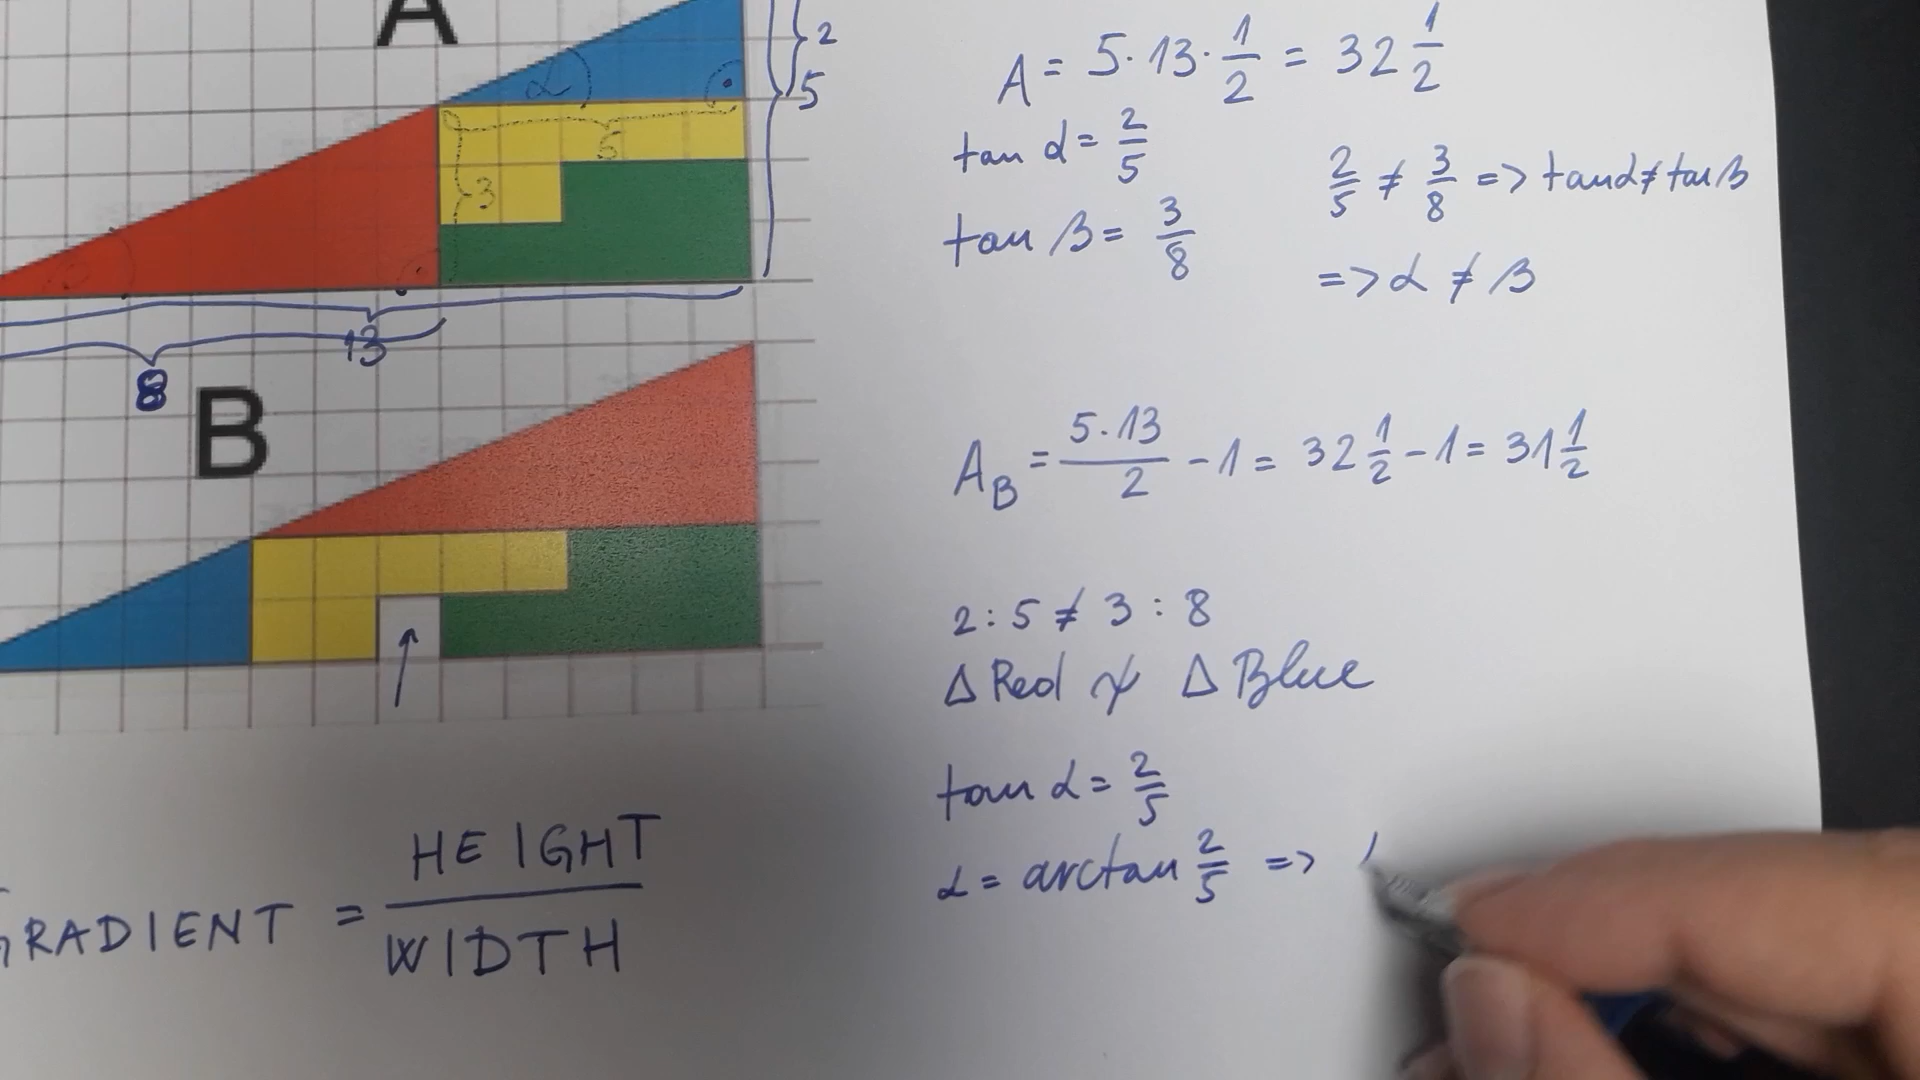 A
2
5
α
5
3
13
8
B
GRADIENT = HEIGHT / WIDTH
A = 5·13·1/2 = 32 1/2
tan α = 2/5
tan β = 3/8
2/5 ≠ 3/8 => tanα≠tanβ
=> α ≠ β
A_B = 5·13/2 - 1 = 32 1/2 - 1 = 31 1/2
2:5 ≠ 3:8
Δ Red ≁ Δ Blue
tan α = 2/5
α = arctan 2/5 =>